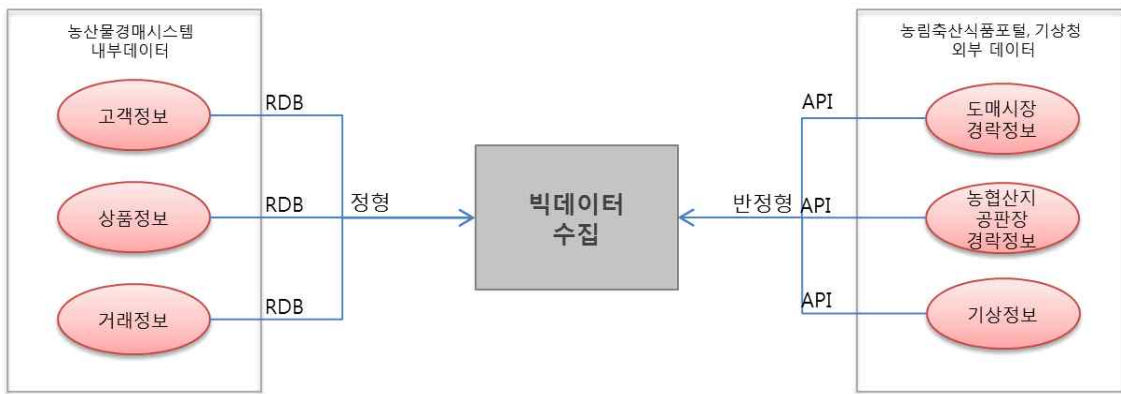 농산물경매시스템
내부데이터
고객정보
RDB
상품정보
RDB
정형
거래정보
RDB
빅데이터
수집
농림축산식품포털, 기상청
외부 데이터
API
도매시장
경락정보
반정형
API
농협산지
공판장
경락정보
API
기상정보